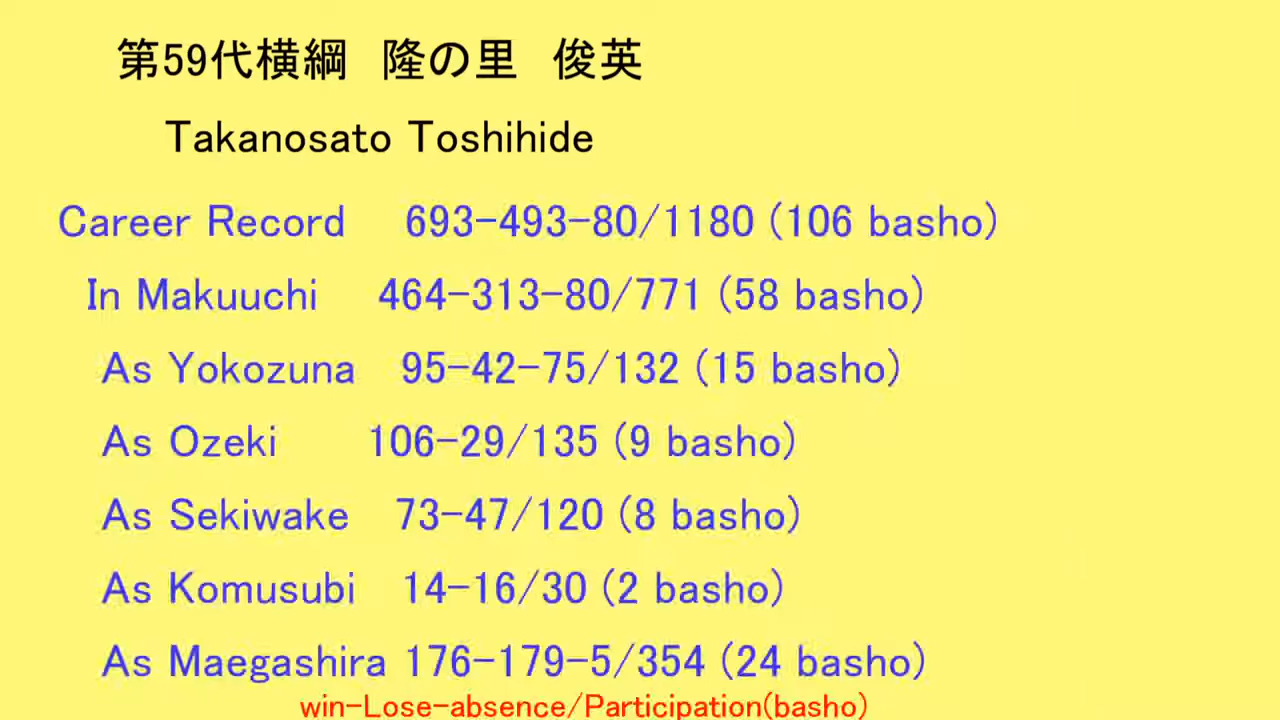 第59代横綱 隆の里 俊英
Takanosato Toshihide
Career Record 693-493-80/1180 (106 basho)
In Makuuchi 464-313-80/771 (58 basho)
As Yokozuna 95-42-75/132 (15 basho)
As Ozeki 106-29/135 (9 basho)
As Sekiwake 73-47/120 (8 basho)
As Komusubi 14-16/30 (2 basho)
As Maegashira 176-179-5/354 (24 basho)
win-Lose-absence/Participation(basho)